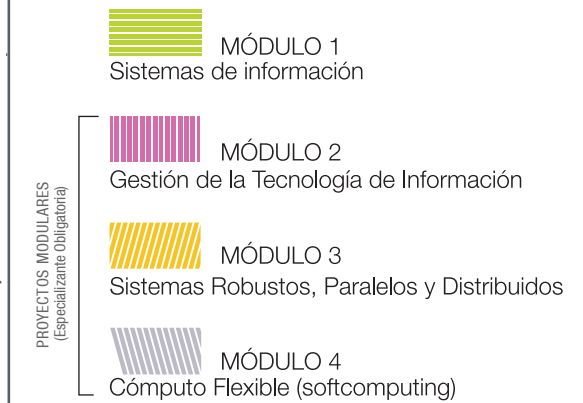 MÓDULO 1
Sistemas de información
PROYECTOS MODULARES
(Especializante Obligatoria)
MÓDULO 2
Gestión de la Tecnología de Información
MÓDULO 3
Sistemas Robustos, Paralelos y Distribuidos
MÓDULO 4
Cómputo Flexible (softcomputing)